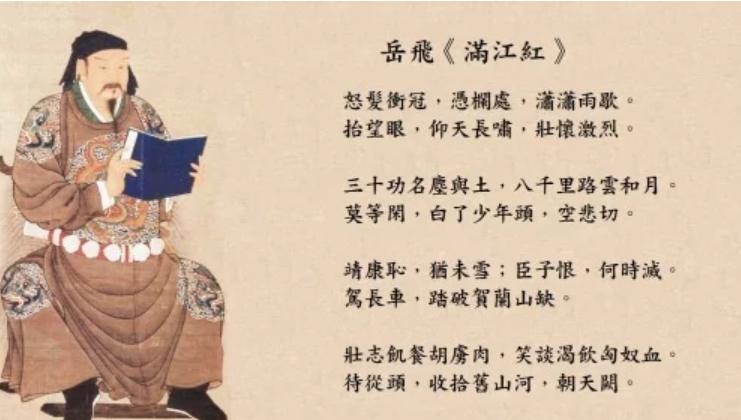 岳飛《滿江紅》
怒髮衝冠，憑欄處，瀟瀟雨歇。
抬望眼，仰天長嘯，壯懷激烈。
三十功名塵與土，八千里路雲和月。
莫等閑，白了少年頭，空悲切。
靖康恥，猶未雪；臣子恨，何時滅。
駕長車，踏破賀蘭山缺。
壯志飢餐胡虜肉，笑談渴飲匈奴血。
待從頭，收拾舊山河，朝天闕。